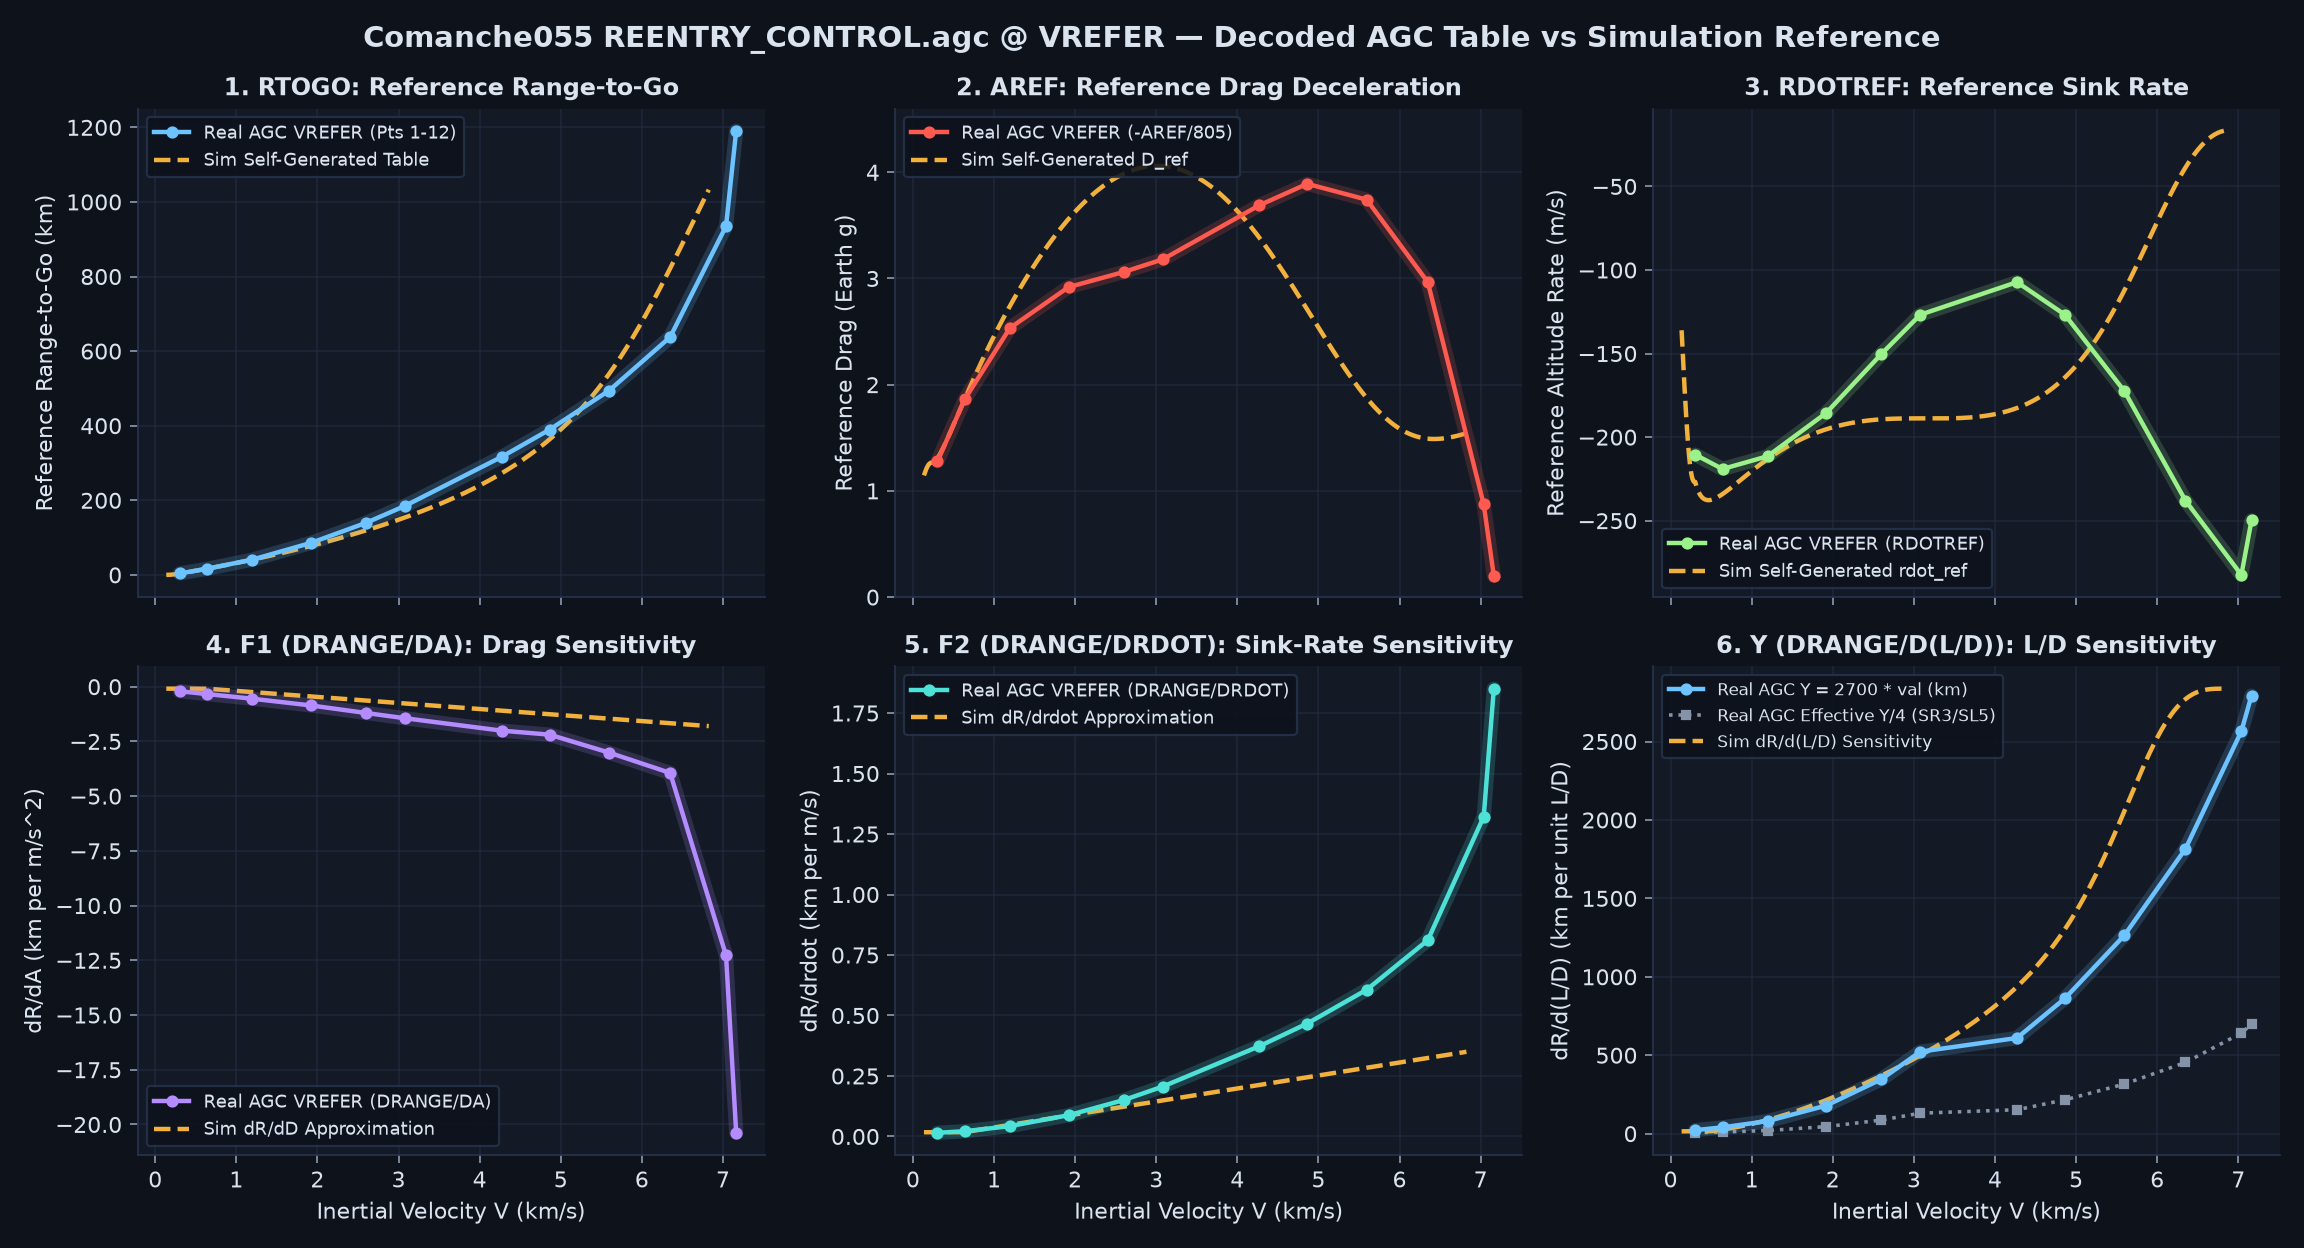 Comanche055 REENTRY_CONTROL.agc @ VREFER — Decoded AGC Table vs Simulation Reference
1. RTOGO: Reference Range-to-Go
Real AGC VREFER (Pts 1-12)
Sim Self-Generated Table
Reference Range-to-Go (km)
1200
1000
800
600
400
200
0
2. AREF: Reference Drag Deceleration
Real AGC VREFER (-AREF/805)
Sim Self-Generated D_ref
Reference Drag (Earth g)
4
3
2
1
0
3. RDOTREF: Reference Sink Rate
Reference Altitude Rate (m/s)
−50
−100
−150
−200
−250
Real AGC VREFER (RDOTREF)
Sim Self-Generated rdot_ref
4. F1 (DRANGE/DA): Drag Sensitivity
dR/dA (km per m/s^2)
0.0
−2.5
−5.0
−7.5
−10.0
−12.5
−15.0
−17.5
−20.0
Real AGC VREFER (DRANGE/DA)
Sim dR/dD Approximation
0 1 2 3 4 5 6 7
Inertial Velocity V (km/s)
5. F2 (DRANGE/DRDOT): Sink-Rate Sensitivity
Real AGC VREFER (DRANGE/DRDOT)
Sim dR/drdot Approximation
dR/drdot (km per m/s)
1.75
1.50
1.25
1.00
0.75
0.50
0.25
0.00
0 1 2 3 4 5 6 7
Inertial Velocity V (km/s)
6. Y (DRANGE/D(L/D)): L/D Sensitivity
Real AGC Y = 2700 * val (km)
Real AGC Effective Y/4 (SR3/SL5)
Sim dR/d(L/D) Sensitivity
dR/d(L/D) (km per unit L/D)
2500
2000
1500
1000
500
0
0 1 2 3 4 5 6 7
Inertial Velocity V (km/s)